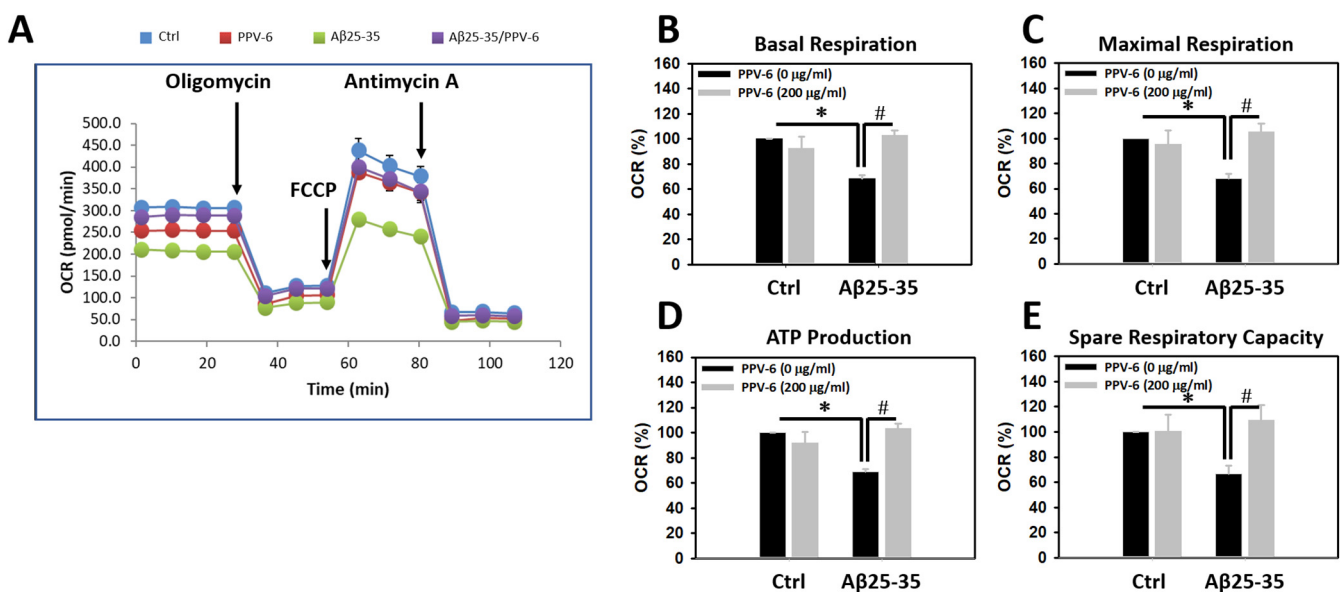 A
Ctrl PPV-6 Aβ25-35 Aβ25-35/PPV-6
Oligomycin Antimycin A
FCCP
OCR (pmol/min)
500.0
450.0
400.0
350.0
300.0
250.0
200.0
150.0
100.0
50.0
0.0
0 20 40 60 80 100 120
Time (min)
B
Basal Respiration
PPV-6 (0 µg/ml)
PPV-6 (200 µg/ml)
* #
OCR (%)
160
140
120
100
80
60
40
20
0
Ctrl Aβ25-35
C
Maximal Respiration
PPV-6 (0 µg/ml)
PPV-6 (200 µg/ml)
* #
OCR (%)
160
140
120
100
80
60
40
20
0
Ctrl Aβ25-35
D
ATP Production
PPV-6 (0 µg/ml)
PPV-6 (200 µg/ml)
* #
OCR (%)
160
140
120
100
80
60
40
20
0
Ctrl Aβ25-35
E
Spare Respiratory Capacity
PPV-6 (0 µg/ml)
PPV-6 (200 µg/ml)
* #
OCR (%)
160
140
120
100
80
60
40
20
0
Ctrl Aβ25-35